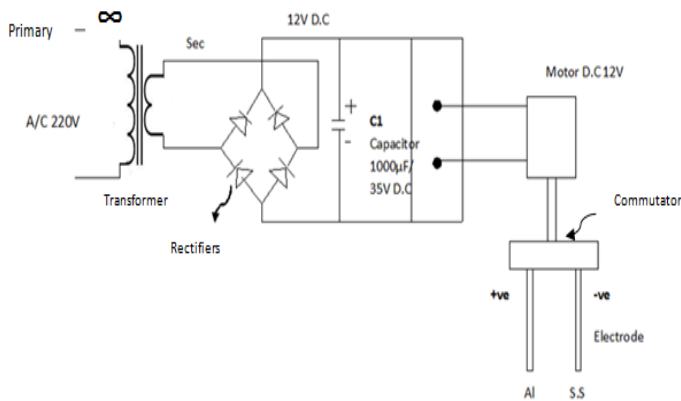 Primary
∞
12V D.C
Sec
Motor D.C 12V
A/C 220V
+
C1
-
Capacitor
1000µF/
35V D.C
Transformer
Commutator
Rectifiers
+ve
-ve
Electrode
Al
S.S